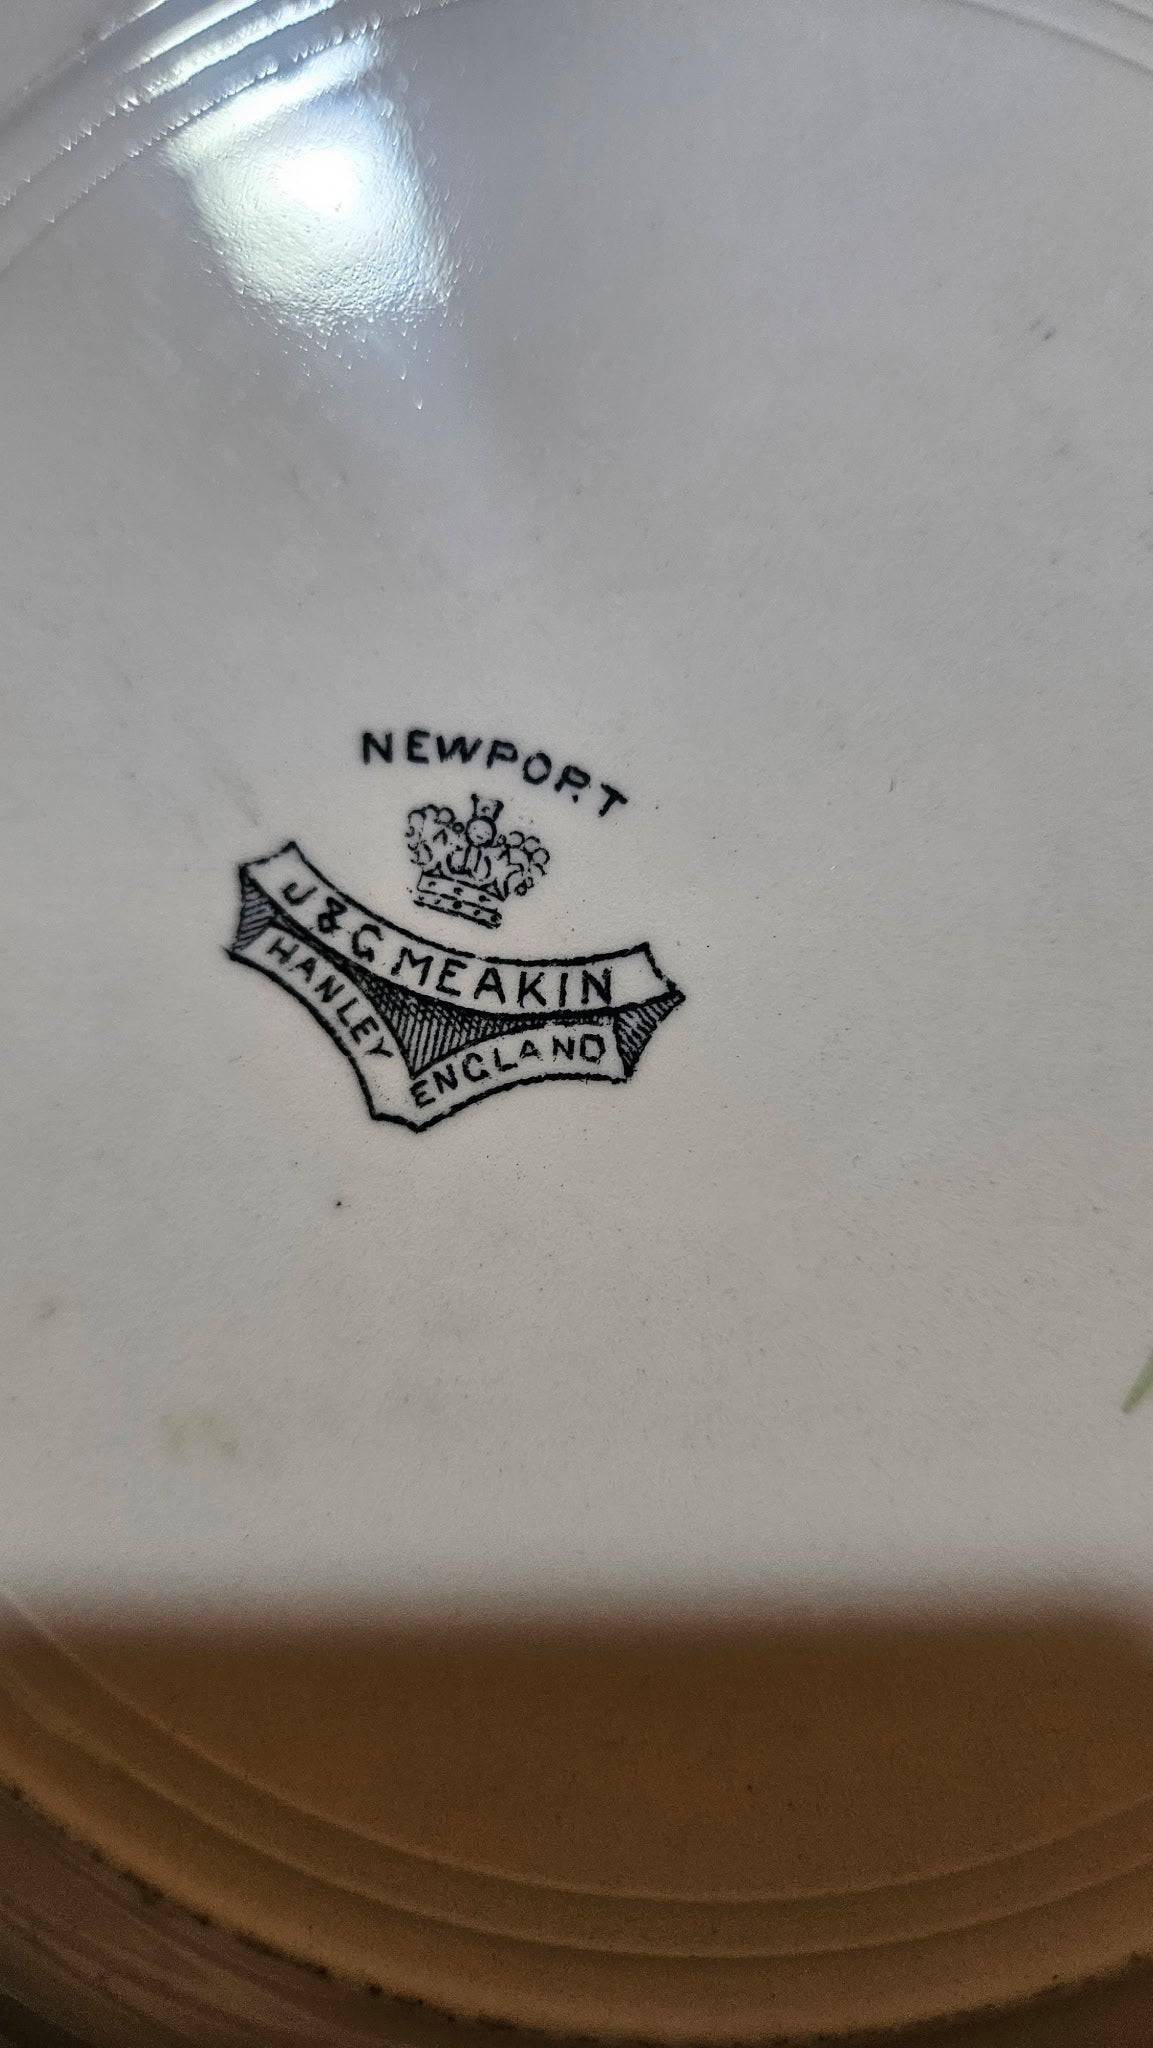 NEWPORT
J & G MEAKIN
HANLEY
ENGLAND